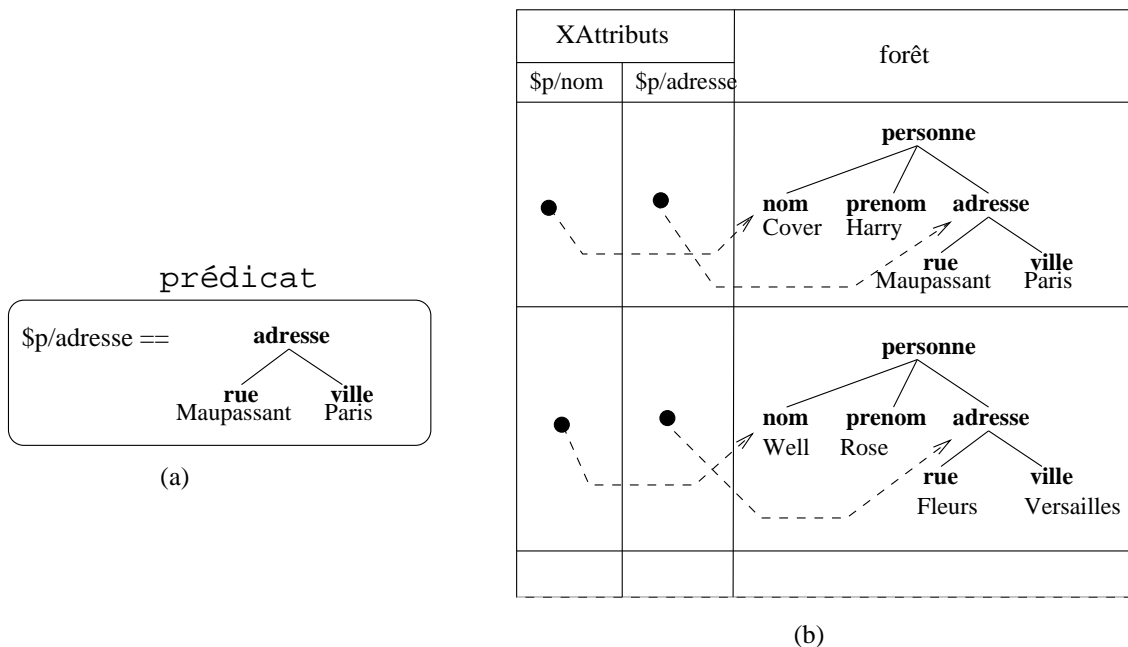 prédicat
$p/adresse ==
adresse
rue ville
Maupassant Paris
(a)
XAttributs
forêt
$p/nom $p/adresse
personne
nom prenom adresse
Cover Harry
rue ville
Maupassant Paris
personne
nom prenom adresse
Well Rose
rue ville
Fleurs Versailles
(b)